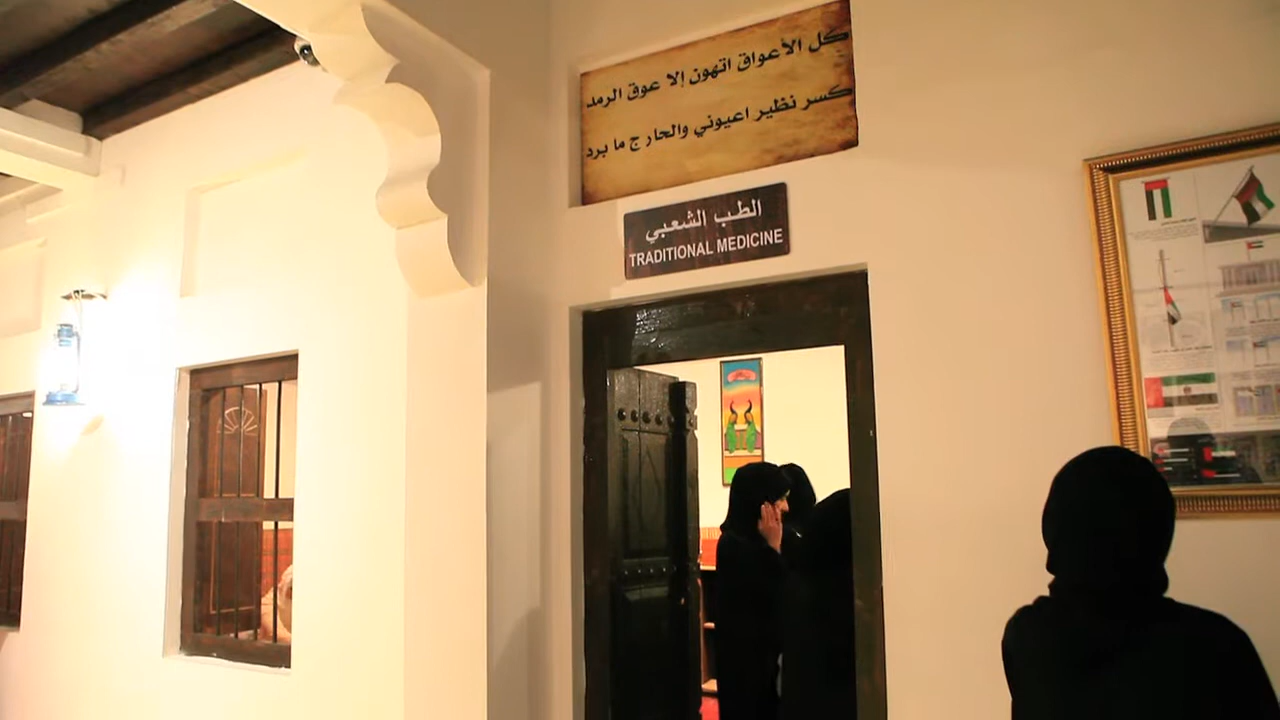 كل الأعواق اتهون إلا عوق الرمد
كسر نظير اعيوني والحارج ما برد
الطب الشعبي
TRADITIONAL MEDICINE